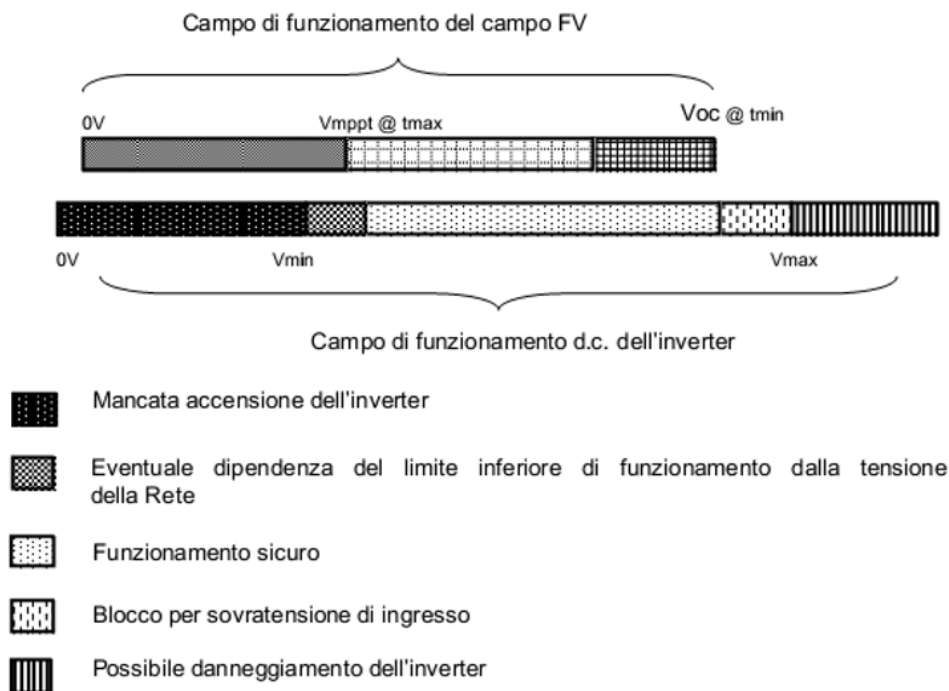 Campo di funzionamento del campo FV
0V Vmppt @ tmax Voc @ tmin
0V Vmin Vmax
Campo di funzionamento d.c. dell'inverter
Mancata accensione dell'inverter
Eventuale dipendenza del limite inferiore di funzionamento dalla tensione
della Rete
Funzionamento sicuro
Blocco per sovratensione di ingresso
Possibile danneggiamento dell'inverter